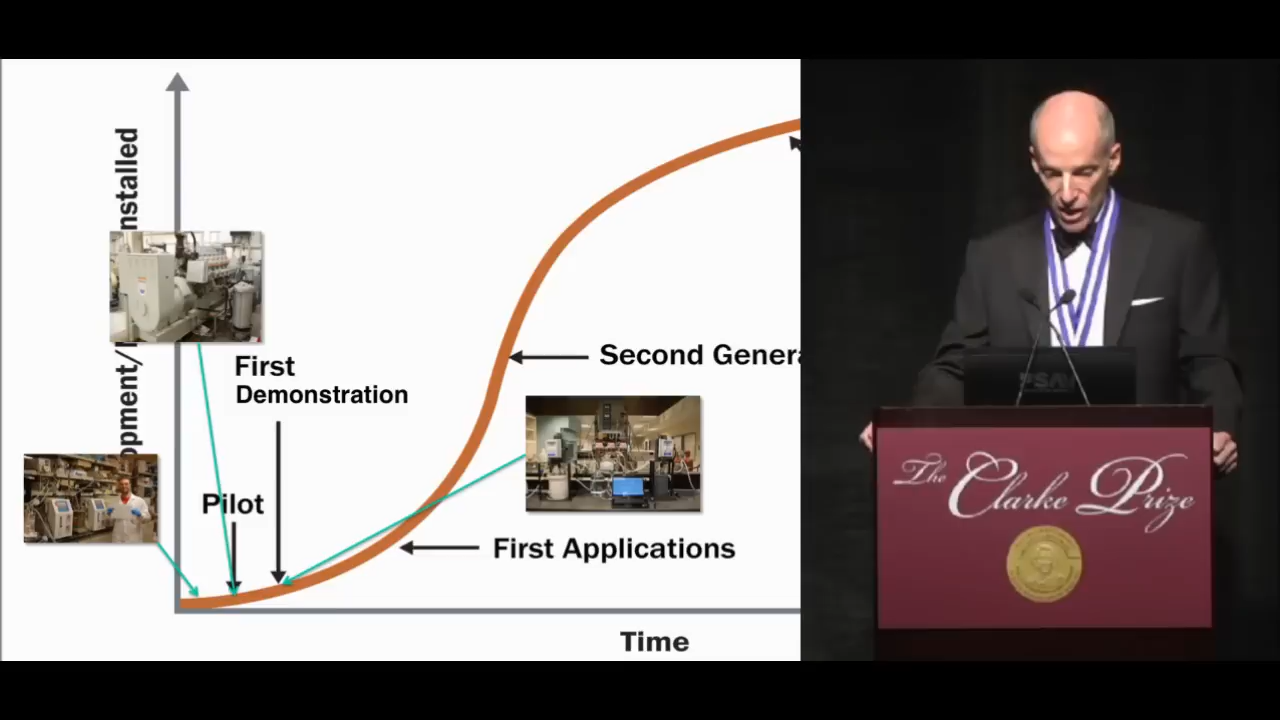 nstalled
opment/
First
Demonstration
Pilot
Second Genera
First Applications
Time
The Clarke Prize